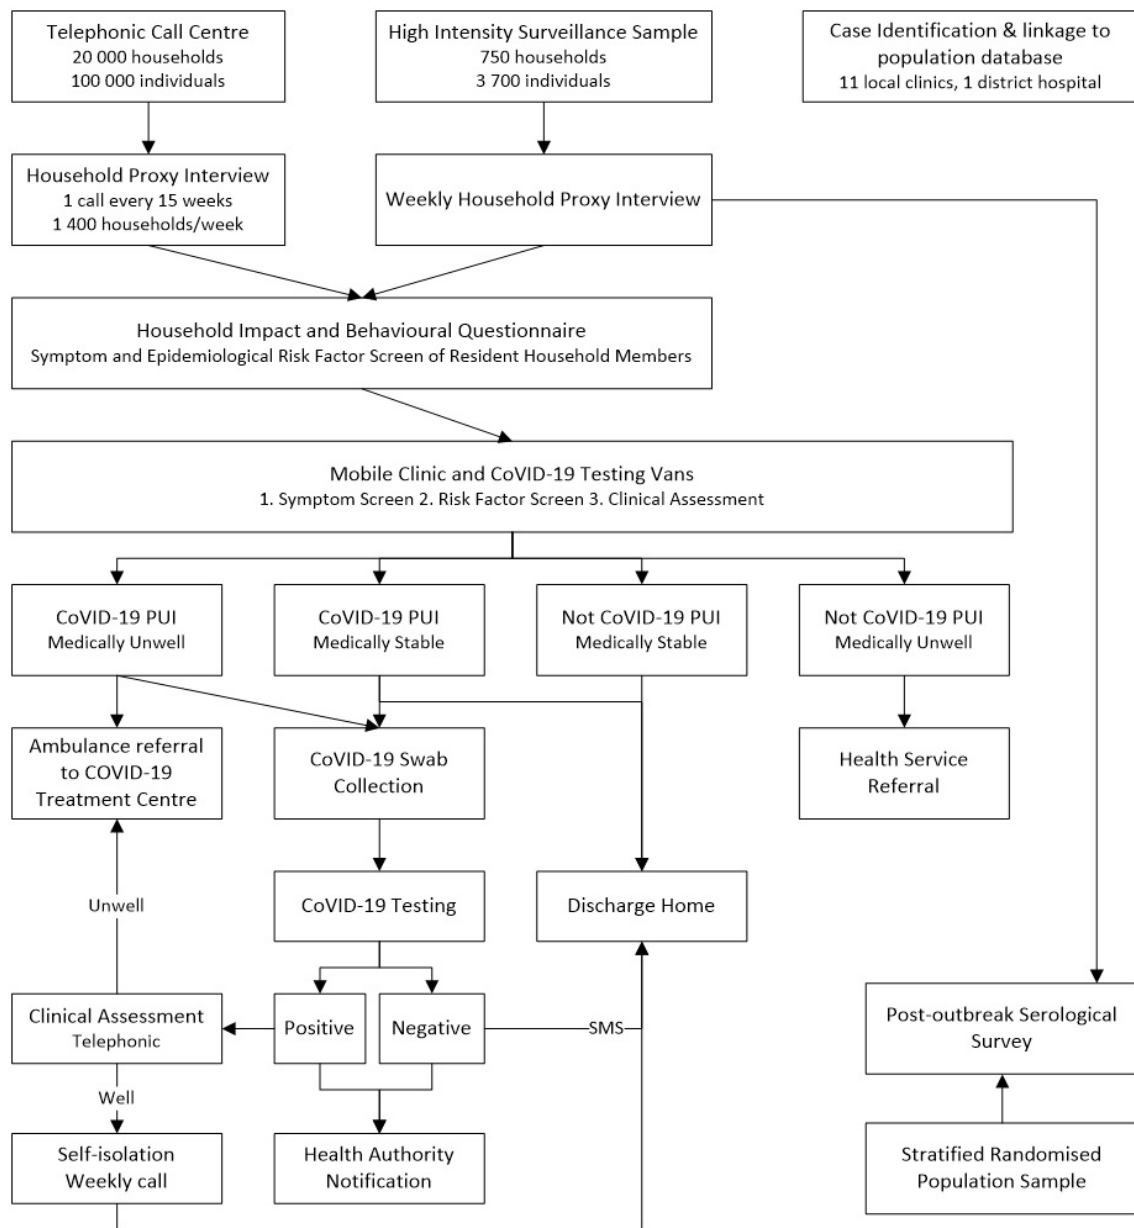 Telephonic Call Centre
20 000 households
100 000 individuals
High Intensity Surveillance Sample
750 households
3 700 individuals
Case Identification & linkage to
population database
11 local clinics, 1 district hospital
Household Proxy Interview
1 call every 15 weeks
1 400 households/week
Weekly Household Proxy Interview
Household Impact and Behavioural Questionnaire
Symptom and Epidemiological Risk Factor Screen of Resident Household Members
Mobile Clinic and CoVID-19 Testing Vans
1. Symptom Screen 2. Risk Factor Screen 3. Clinical Assessment
CoVID-19 PUI
Medically Unwell
CoVID-19 PUI
Medically Stable
Not CoVID-19 PUI
Medically Stable
Not CoVID-19 PUI
Medically Unwell
Ambulance referral
to COVID-19
Treatment Centre
CoVID-19 Swab
Collection
Health Service
Referral
Unwell
CoVID-19 Testing
Discharge Home
Clinical Assessment
Telephonic
Positive
Negative
SMS
Post-outbreak Serological
Survey
Well
Self-isolation
Weekly call
Health Authority
Notification
Stratified Randomised
Population Sample